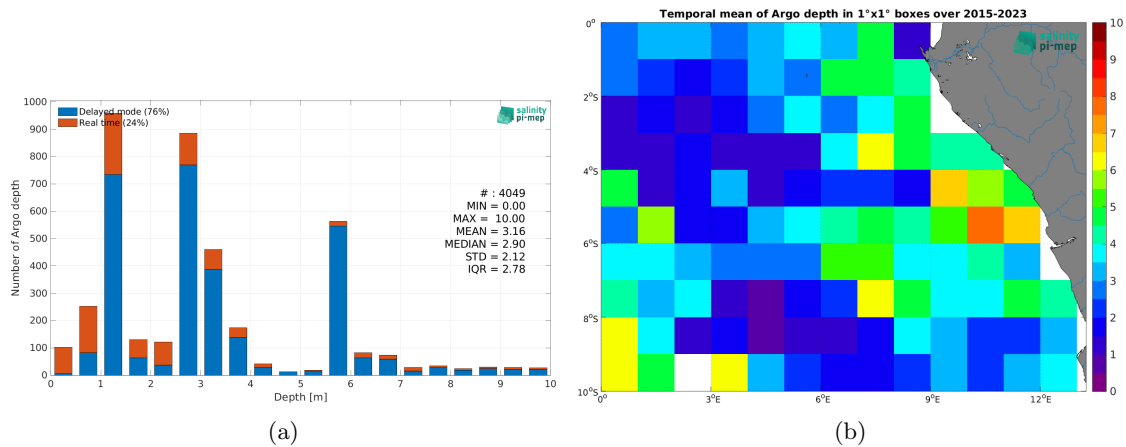 1000
900
800
700
600
500
400
300
200
100
0
Number of Argo depth
Delayed mode (76%)
Real time (24%)
salinity
pi-mep
# : 4049
MIN = 0.00
MAX = 10.00
MEAN = 3.16
MEDIAN = 2.90
STD = 2.12
IQR = 2.78
0 1 2 3 4 5 6 7 8 9 10
Depth [m]
(a)
Temporal mean of Argo depth in 1°x1° boxes over 2015-2023
0°
2°S
4°S
6°S
8°S
10°S
0° 3°E 6°E 9°E 12°E
salinity
pi-mep
10
9
8
7
6
5
4
3
2
1
0
(b)